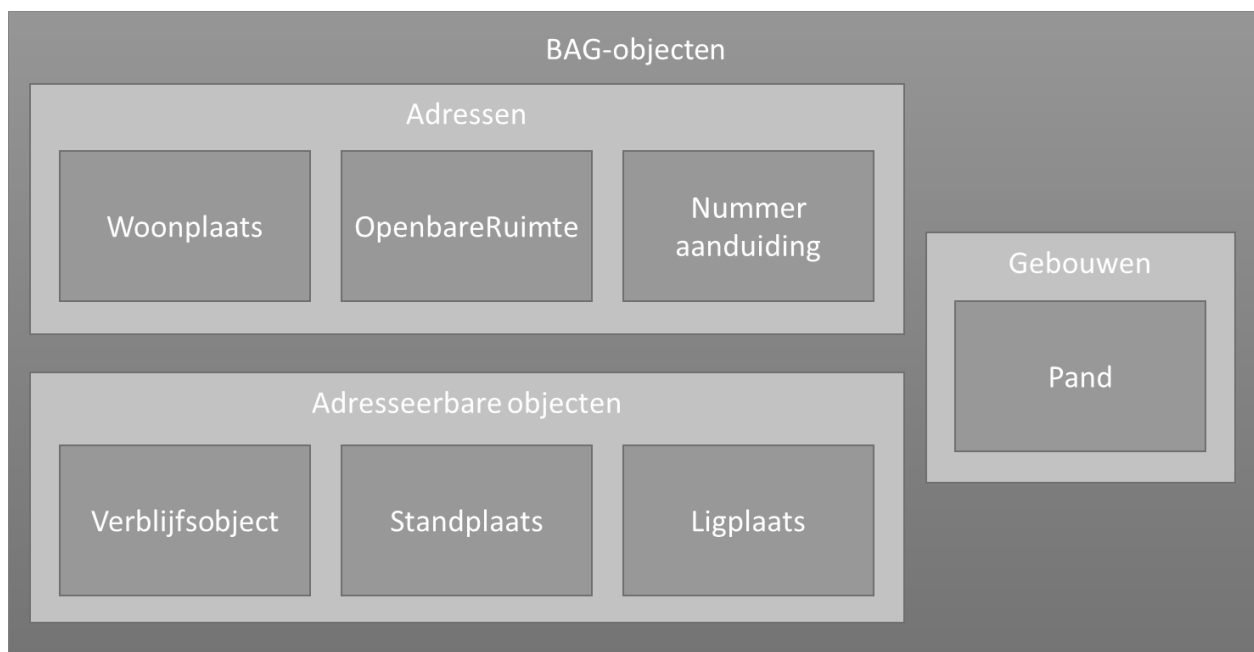 BAG-objecten
Adressen
Woonplaats
OpenbareRuimte
Nummer
aanduiding
Gebouwen
Pand
Adresseerbare objecten
Verblijfsobject
Standplaats
Ligplaats